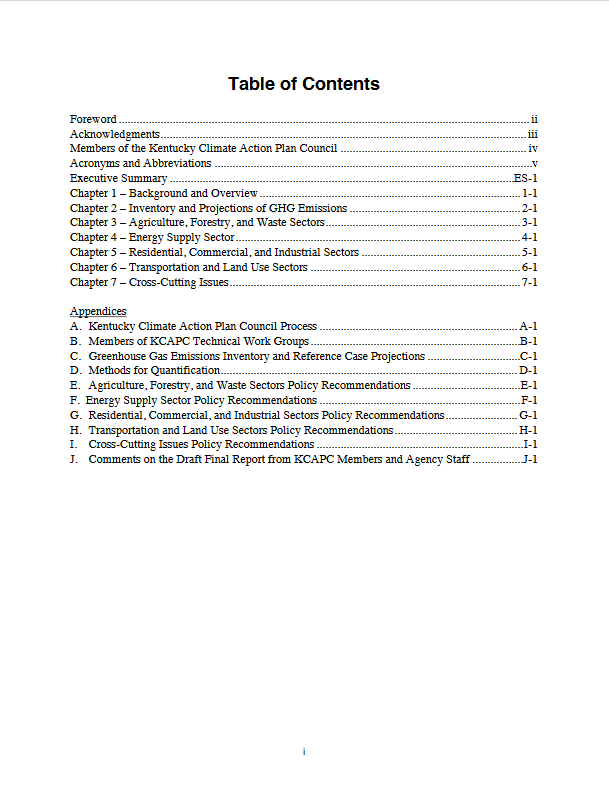 Table of Contents
Foreword ii
Acknowledgments iii
Members of the Kentucky Climate Action Plan Council iv
Acronyms and Abbreviations v
Executive Summary ES-1
Chapter 1 – Background and Overview 1-1
Chapter 2 – Inventory and Projections of GHG Emissions 2-1
Chapter 3 – Agriculture, Forestry, and Waste Sectors 3-1
Chapter 4 – Energy Supply Sector 4-1
Chapter 5 – Residential, Commercial, and Industrial Sectors 5-1
Chapter 6 – Transportation and Land Use Sectors 6-1
Chapter 7 – Cross-Cutting Issues 7-1
Appendices
A. Kentucky Climate Action Plan Council Process A-1
B. Members of KCAPC Technical Work Groups B-1
C. Greenhouse Gas Emissions Inventory and Reference Case Projections C-1
D. Methods for Quantification D-1
E. Agriculture, Forestry, and Waste Sectors Policy Recommendations E-1
F. Energy Supply Sector Policy Recommendations F-1
G. Residential, Commercial, and Industrial Sectors Policy Recommendations G-1
H. Transportation and Land Use Sectors Policy Recommendations H-1
I. Cross-Cutting Issues Policy Recommendations I-1
J. Comments on the Draft Final Report from KCAPC Members and Agency Staff J-1
i